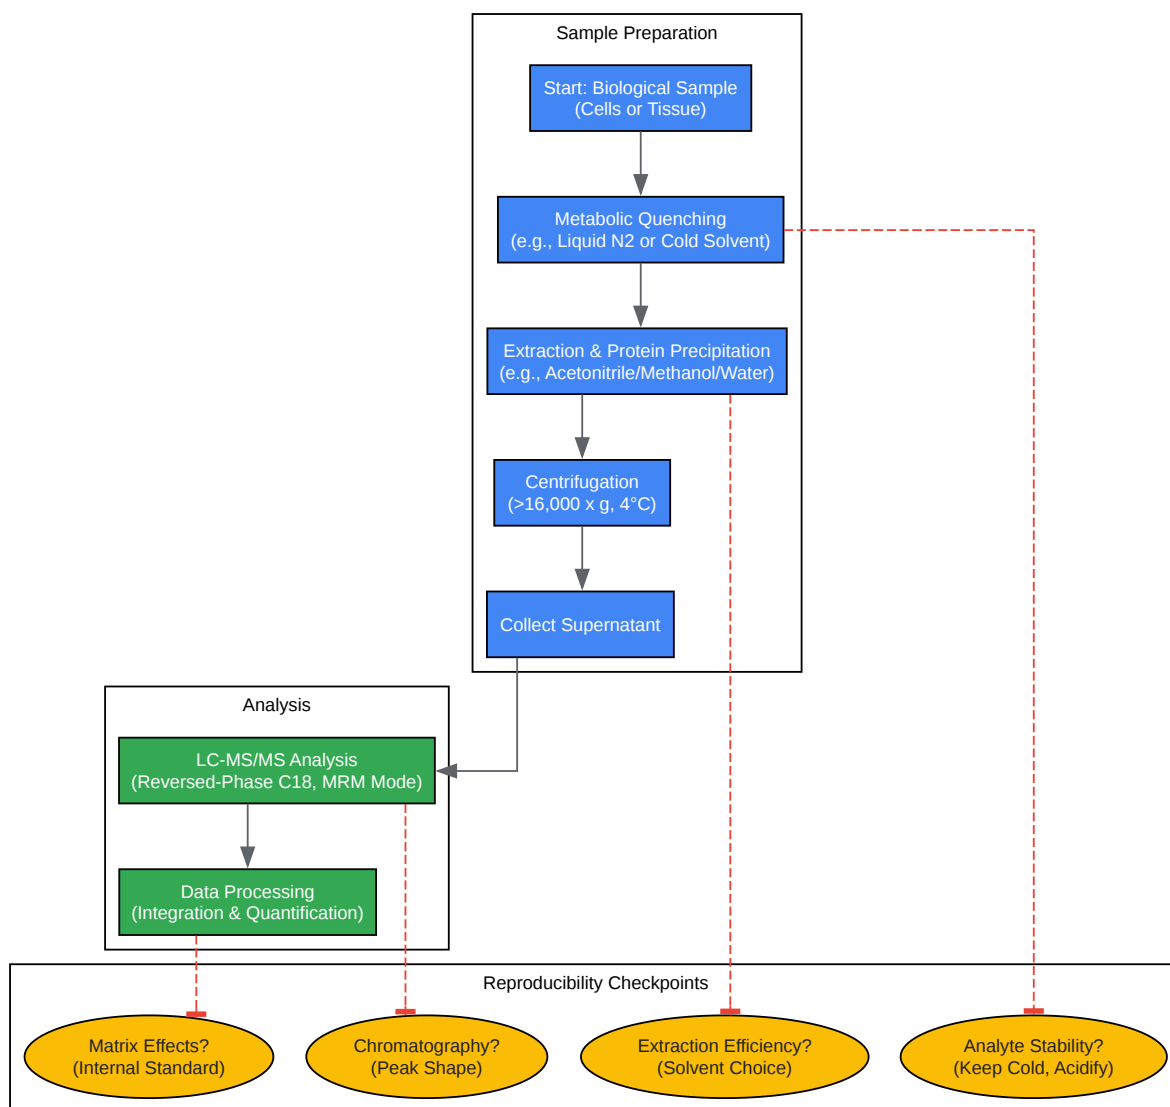 Sample Preparation
Start: Biological Sample
(Cells or Tissue)
Metabolic Quenching
(e.g., Liquid N2 or Cold Solvent)
Extraction & Protein Precipitation
(e.g., Acetonitrile/Methanol/Water)
Centrifugation
(>16,000 x g, 4°C)
Collect Supernatant
Analysis
LC-MS/MS Analysis
(Reversed-Phase C18, MRM Mode)
Data Processing
(Integration & Quantification)
Reproducibility Checkpoints
Matrix Effects?
(Internal Standard)
Chromatography?
(Peak Shape)
Extraction Efficiency?
(Solvent Choice)
Analyte Stability?
(Keep Cold, Acidify)